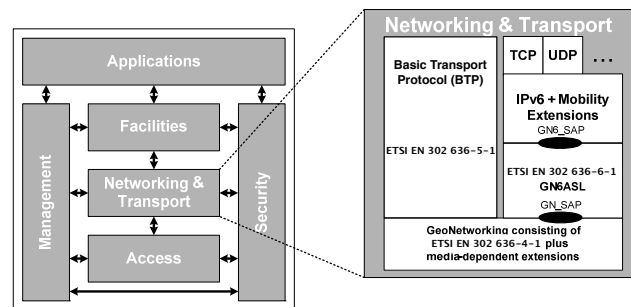 Applications
Management
Facilities
Networking &
Transport
Access
Security
Networking & Transport
Basic Transport
Protocol (BTP)
ETSI EN 302 636-5-1
TCP
UDP
...
IPv6 + Mobility
Extensions
GN6_SAP
ETSI EN 302 636-6-1
GN6ASL
GN_SAP
GeoNetworking consisting of
ETSI EN 302 636-4-1 plus
media-dependent extensions